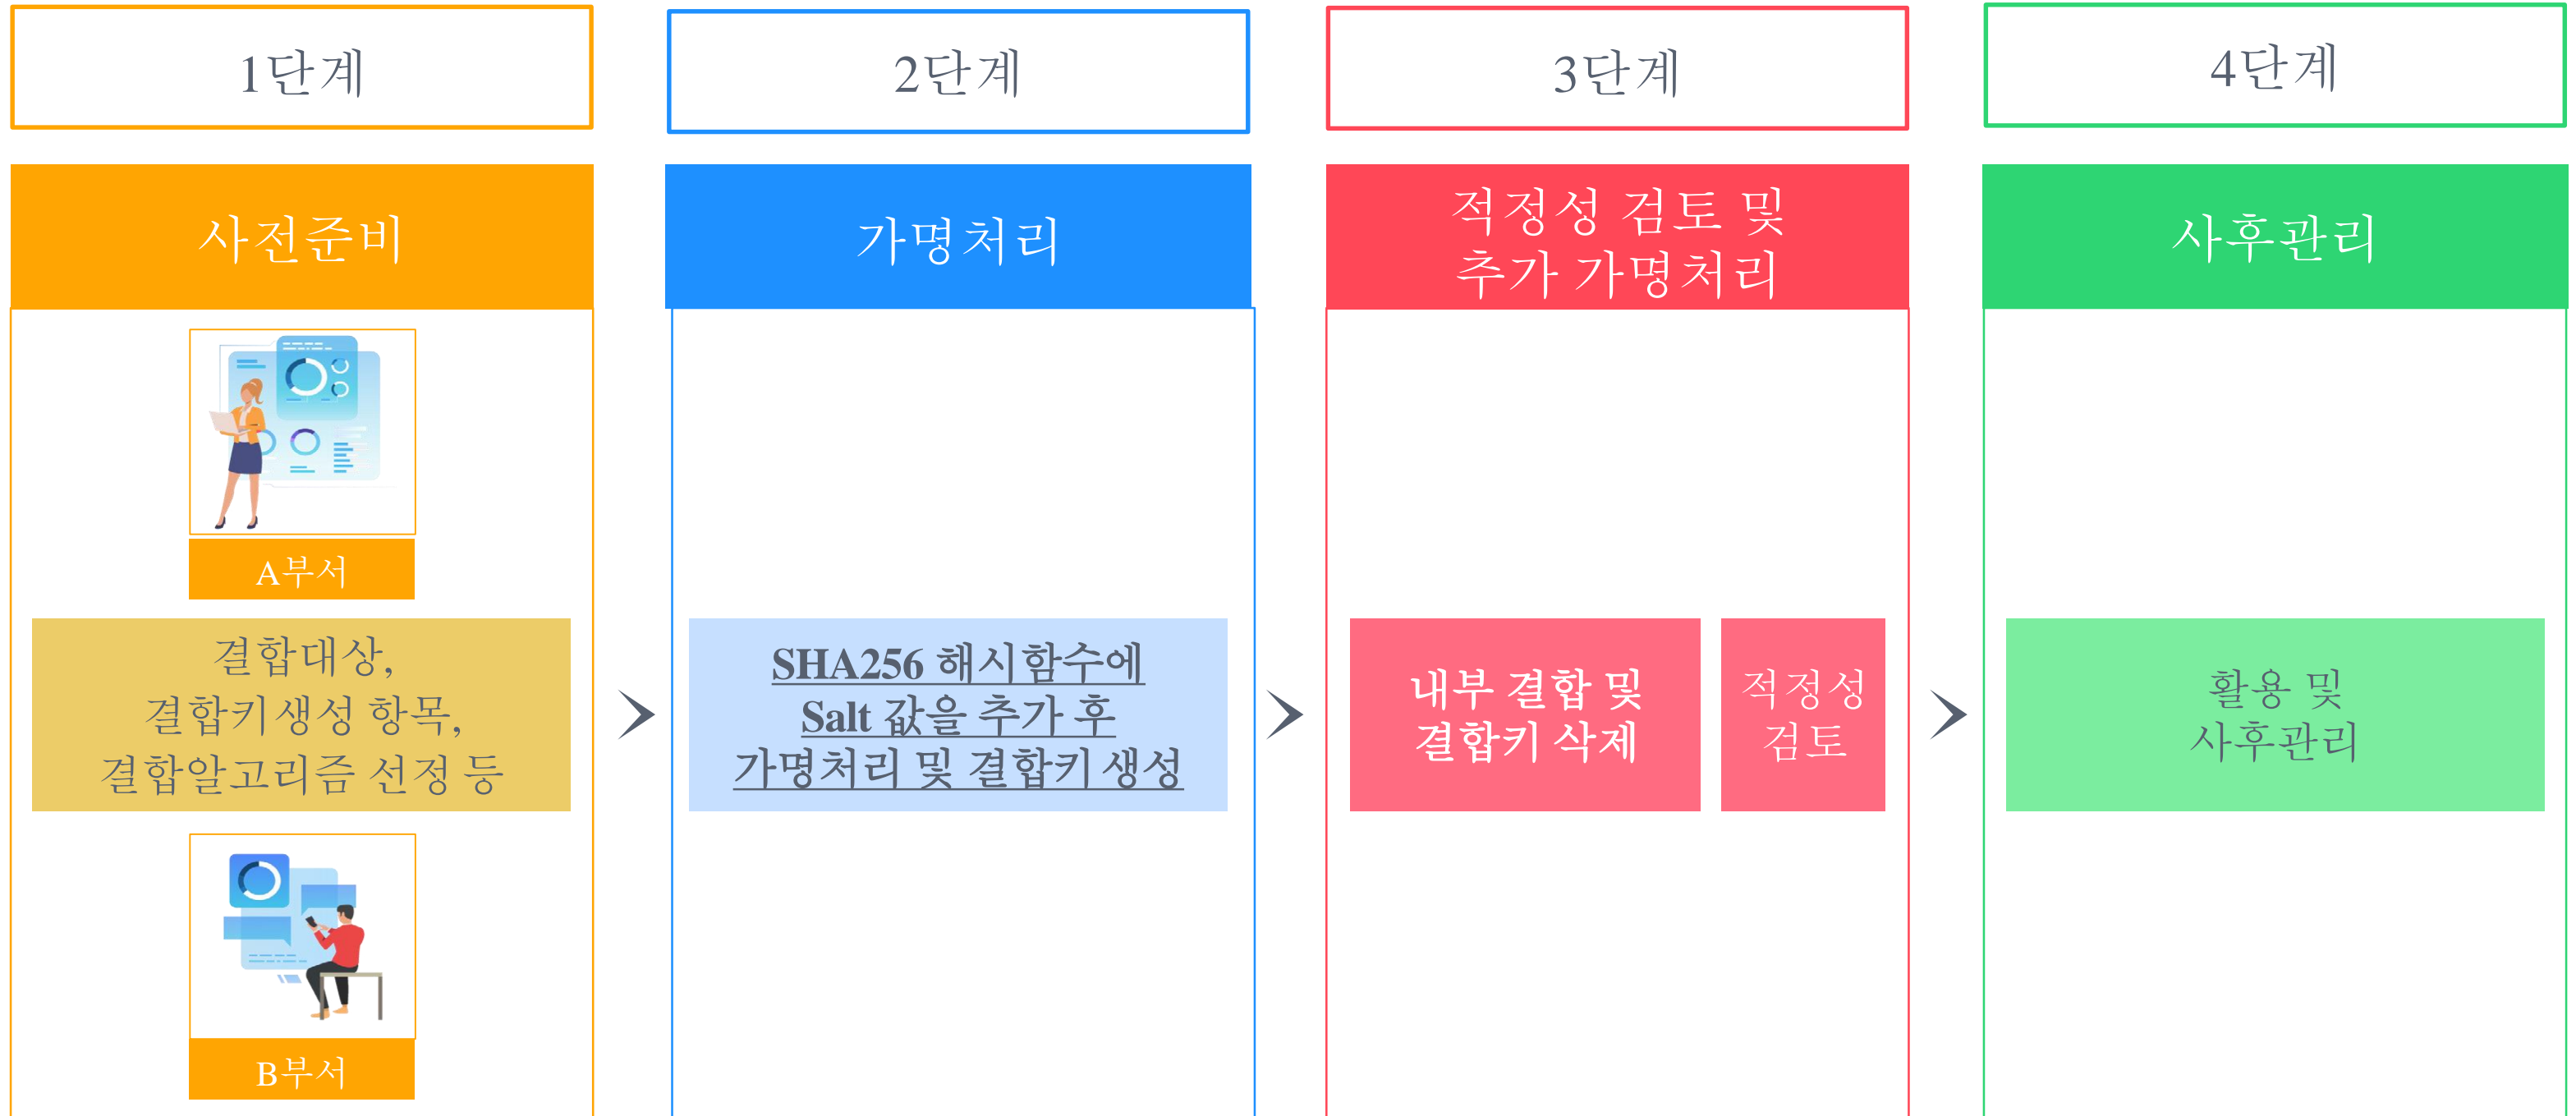 1단계
사전준비
A부서
결합대상,
결합키생성 항목,
결합알고리즘 선정 등
B부서
2단계
가명처리
SHA256 해시함수에
Salt 값을 추가 후
가명처리 및 결합키 생성
3단계
적정성 검토 및
추가 가명처리
내부 결합 및
결합키 삭제
적정성
검토
4단계
사후관리
활용 및
사후관리